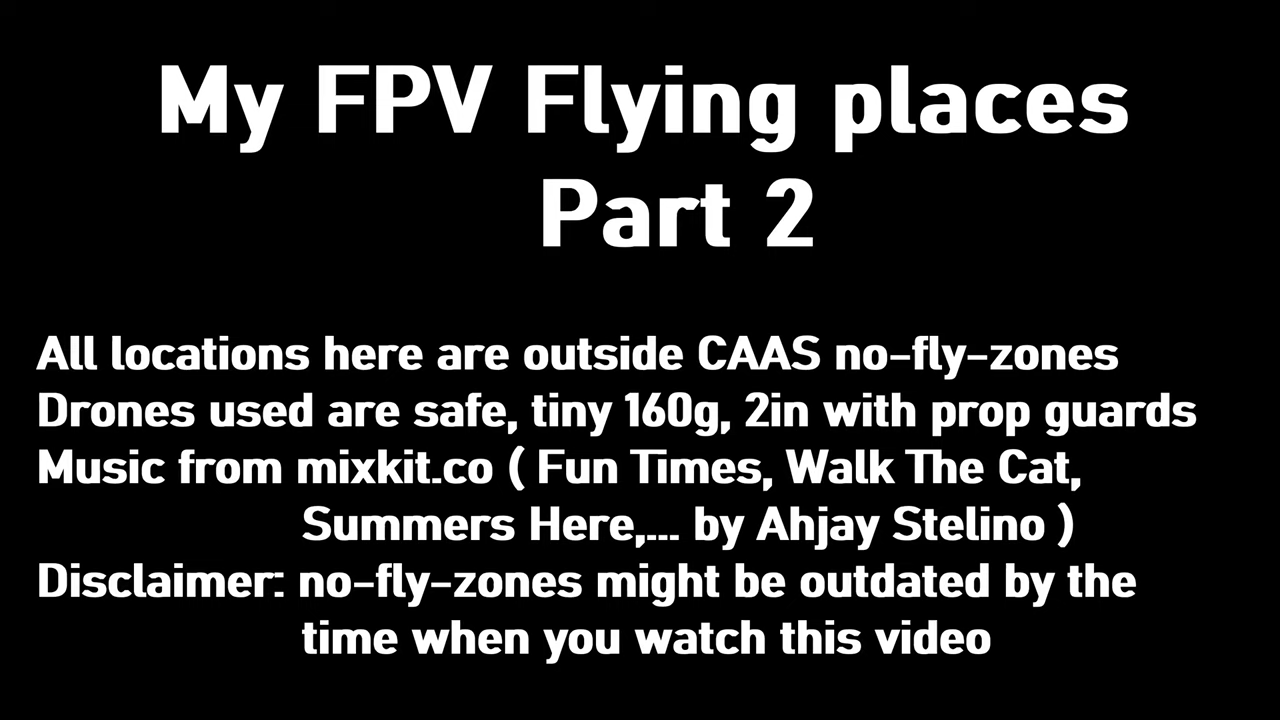 My FPV Flying places
Part 2
All locations here are outside CAAS no-fly-zones
Drones used are safe, tiny 160g, 2in with prop guards
Music from mixkit.co ( Fun Times, Walk The Cat,
Summers Here,... by Ahjay Stelino )
Disclaimer: no-fly-zones might be outdated by the
time when you watch this video